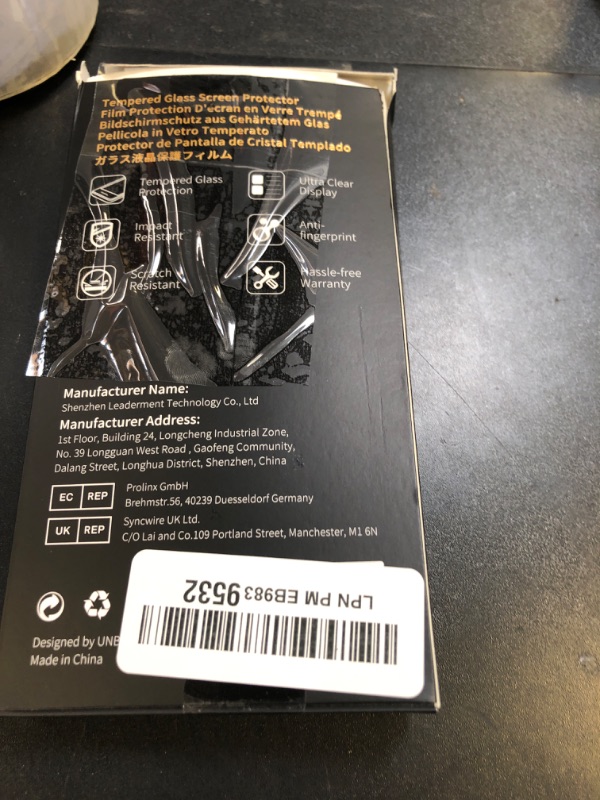 Tempered Glass Screen Protector
Film Protection D'ecran en Verre Trempé
Bildschirmschutz aus Gehärtetem Glas
Pellicola in Vetro Temperato
Protector de Pantalla de Cristal Templado
ガラス液晶保護フィルム
Tempered Glass
Protection
Ultra Clear
Display
Impact
Resistant
Anti-
fingerprint
Scratch
Resistant
Hassle-free
Warranty
Manufacturer Name:
Shenzhen Leaderment Technology Co., Ltd
Manufacturer Address:
1st Floor, Building 24, Longcheng Industrial Zone,
No. 39 Longguan West Road , Gaofeng Community,
Dalang Street, Longhua District, Shenzhen, China
EC REP
Prolinx GmbH
Brehmstr.56, 40239 Duesseldorf Germany
UK REP
Syncwire UK Ltd.
C/O Lai and Co.109 Portland Street, Manchester, M1 6N
LPN PM EB983 9532
Designed by UNB
Made in China